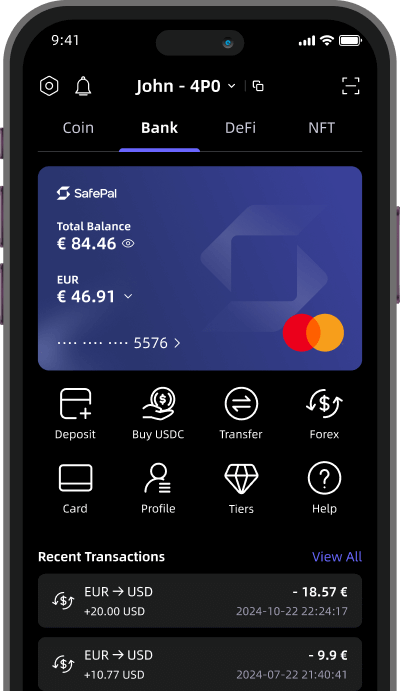 9:41
John - 4P0
Coin Bank DeFi NFT
SafePal
Total Balance
€ 84.46
EUR
€ 46.91
···· ···· ···· 5576
Deposit Buy USDC Transfer Forex
Card Profile Tiers Help
Recent Transactions View All
EUR → USD - 18.57 €
+20.00 USD 2024-10-22 22:24:17
EUR → USD - 9.9 €
+10.77 USD 2024-07-22 21:40:41